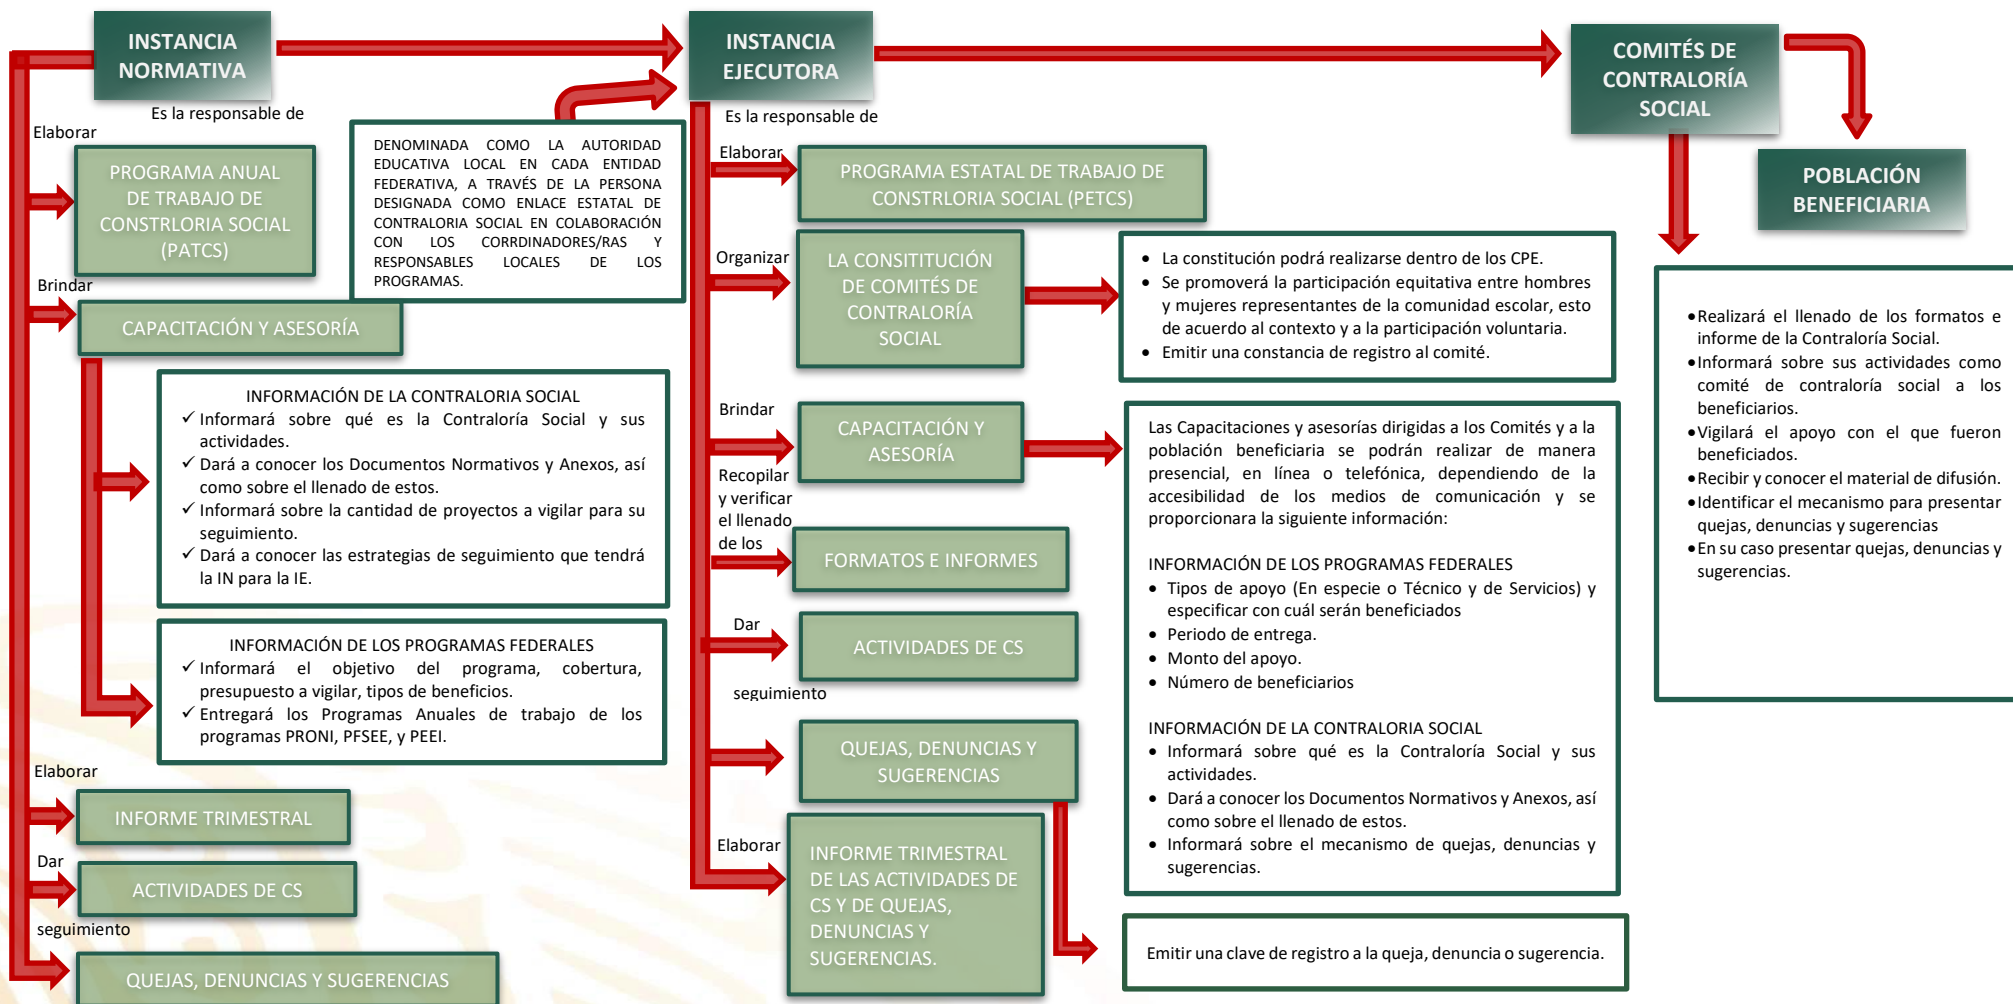 INSTANCIA
NORMATIVA
Es la responsable de
Elaborar
PROGRAMA ANUAL
DE TRABAJO DE
CONSTRLORIA SOCIAL
(PATCS)
Brindar
CAPACITACIÓN Y ASESORÍA
INFORMACIÓN DE LA CONTRALORIA SOCIAL
✓ Informará sobre qué es la Contraloría Social y sus
actividades.
✓ Dará a conocer los Documentos Normativos y Anexos, así
como sobre el llenado de estos.
✓ Informará sobre la cantidad de proyectos a vigilar para su
seguimiento.
✓ Dará a conocer las estrategias de seguimiento que tendrá
la IN para la IE.
INFORMACIÓN DE LOS PROGRAMAS FEDERALES
✓ Informará el objetivo del programa, cobertura,
presupuesto a vigilar, tipos de beneficios.
✓ Entregará los Programas Anuales de trabajo de los
programas PRONI, PFSEE, y PEEI.
Elaborar
INFORME TRIMESTRAL
Dar
ACTIVIDADES DE CS
seguimiento
QUEJAS, DENUNCIAS Y SUGERENCIAS
DENOMINADA COMO LA AUTORIDAD
EDUCATIVA LOCAL EN CADA ENTIDAD
FEDERATIVA, A TRAVÉS DE LA PERSONA
DESIGNADA COMO ENLACE ESTATAL DE
CONTRALORIA SOCIAL EN COLABORACIÓN
CON LOS CORRDINADORES/RAS Y
RESPONSABLES LOCALES DE LOS
PROGRAMAS.
INSTANCIA
EJECUTORA
Es la responsable de
Elaborar
PROGRAMA ESTATAL DE TRABAJO DE
CONSTRLORIA SOCIAL (PETCS)
Organizar
LA CONSITITUCIÓN
DE COMITÉS DE
CONTRALORÍA
SOCIAL
• La constitución podrá realizarse dentro de los CPE.
• Se promoverá la participación equitativa entre hombres
y mujeres representantes de la comunidad escolar, esto
de acuerdo al contexto y a la participación voluntaria.
• Emitir una constancia de registro al comité.
Brindar
CAPACITACIÓN Y
ASESORÍA
Las Capacitaciones y asesorías dirigidas a los Comités y a la
población beneficiaria se podrán realizar de manera
presencial, en línea o telefónica, dependiendo de la
accesibilidad de los medios de comunicación y se
proporcionara la siguiente información:
INFORMACIÓN DE LOS PROGRAMAS FEDERALES
• Tipos de apoyo (En especie o Técnico y de Servicios) y
especificar con cuál serán beneficiados
• Periodo de entrega.
• Monto del apoyo.
• Número de beneficiarios
INFORMACIÓN DE LA CONTRALORIA SOCIAL
• Informará sobre qué es la Contraloría Social y sus
actividades.
• Dará a conocer los Documentos Normativos y Anexos, así
como sobre el llenado de estos.
• Informará sobre el mecanismo de quejas, denuncias y
sugerencias.
Recopilar
y verificar
el llenado
de los
FORMATOS E INFORMES
Dar
ACTIVIDADES DE CS
seguimiento
QUEJAS, DENUNCIAS Y
SUGERENCIAS
Emitir una clave de registro a la queja, denuncia o sugerencia.
Elaborar
INFORME TRIMESTRAL
DE LAS ACTIVIDADES DE
CS Y DE QUEJAS,
DENUNCIAS Y
SUGERENCIAS.
COMITÉS DE
CONTRALORÍA
SOCIAL
POBLACIÓN
BENEFICIARIA
• Realizará el llenado de los formatos e
informe de la Contraloría Social.
• Informará sobre sus actividades como
comité de contraloría social a los
beneficiarios.
• Vigilará el apoyo con el que fueron
beneficiados.
• Recibir y conocer el material de difusión.
• Identificar el mecanismo para presentar
quejas, denuncias y sugerencias
• En su caso presentar quejas, denuncias y
sugerencias.